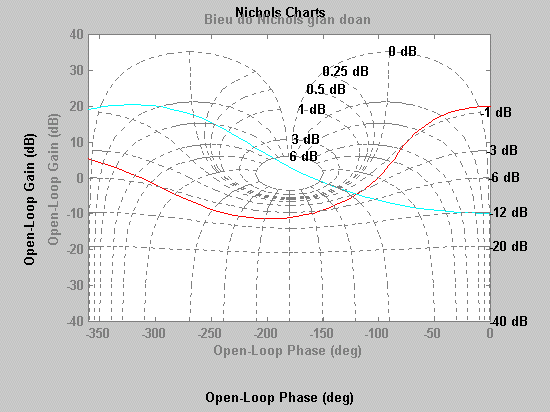 Nichols Charts
Bieu do Nichols gian doan
Open-Loop Gain (dB)
Open-Loop Gain (dB)
40
30
20
10
0
-10
-20
-30
-40
0 dB
0.25 dB
0.5 dB
1 dB
3 dB
6 dB
-1 dB
-3 dB
-6 dB
-12 dB
-20 dB
-40 dB
-350
-300
-250
-200
-150
-100
-50
0
Open-Loop Phase (deg)
Open-Loop Phase (deg)